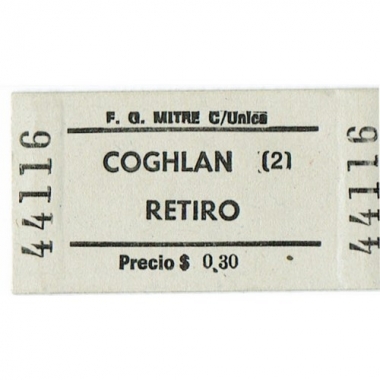 F. G. MITRE C/Unica
COGHLAN (2)
RETIRO
Precio $ 0,30
44116
44116